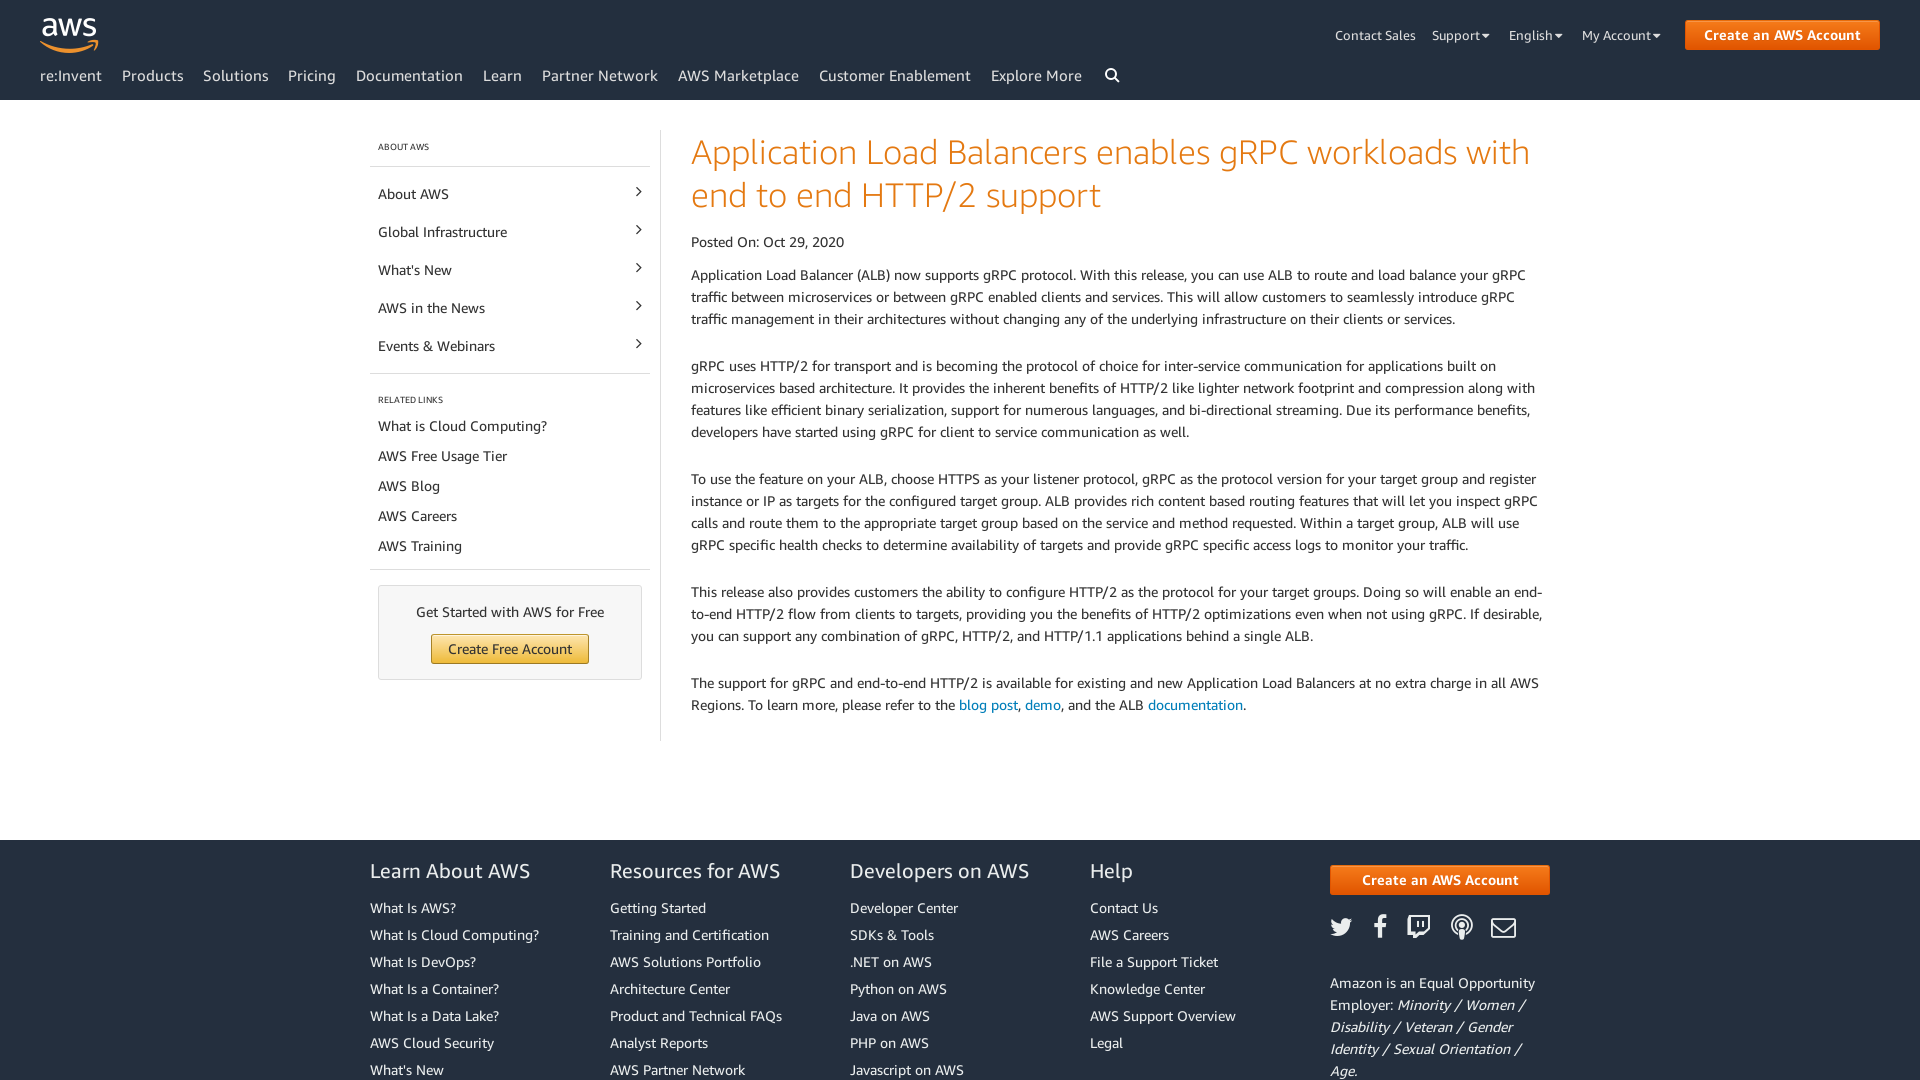 aws
Contact Sales
Support
English
My Account
Create an AWS Account
re:Invent
Products
Solutions
Pricing
Documentation
Learn
Partner Network
AWS Marketplace
Customer Enablement
Explore More
ABOUT AWS
About AWS
Global Infrastructure
What's New
AWS in the News
Events & Webinars
RELATED LINKS
What is Cloud Computing?
AWS Free Usage Tier
AWS Blog
AWS Careers
AWS Training
Get Started with AWS for Free
Create Free Account
Application Load Balancers enables gRPC workloads with
end to end HTTP/2 support
Posted On: Oct 29, 2020
Application Load Balancer (ALB) now supports gRPC protocol. With this release, you can use ALB to route and load balance your gRPC
traffic between microservices or between gRPC enabled clients and services. This will allow customers to seamlessly introduce gRPC
traffic management in their architectures without changing any of the underlying infrastructure on their clients or services.
gRPC uses HTTP/2 for transport and is becoming the protocol of choice for inter-service communication for applications built on
microservices based architecture. It provides the inherent benefits of HTTP/2 like lighter network footprint and compression along with
features like efficient binary serialization, support for numerous languages, and bi-directional streaming. Due its performance benefits,
developers have started using gRPC for client to service communication as well.
To use the feature on your ALB, choose HTTPS as your listener protocol, gRPC as the protocol version for your target group and register
instance or IP as targets for the configured target group. ALB provides rich content based routing features that will let you inspect gRPC
calls and route them to the appropriate target group based on the service and method requested. Within a target group, ALB will use
gRPC specific health checks to determine availability of targets and provide gRPC specific access logs to monitor your traffic.
This release also provides customers the ability to configure HTTP/2 as the protocol for your target groups. Doing so will enable an end-
to-end HTTP/2 flow from clients to targets, providing you the benefits of HTTP/2 optimizations even when not using gRPC. If desirable,
you can support any combination of gRPC, HTTP/2, and HTTP/1.1 applications behind a single ALB.
The support for gRPC and end-to-end HTTP/2 is available for existing and new Application Load Balancers at no extra charge in all AWS
Regions. To learn more, please refer to the blog post, demo, and the ALB documentation.
Learn About AWS
What Is AWS?
What Is Cloud Computing?
What Is DevOps?
What Is a Container?
What Is a Data Lake?
AWS Cloud Security
What's New
Resources for AWS
Getting Started
Training and Certification
AWS Solutions Portfolio
Architecture Center
Product and Technical FAQs
Analyst Reports
AWS Partner Network
Developers on AWS
Developer Center
SDKs & Tools
.NET on AWS
Python on AWS
Java on AWS
PHP on AWS
Javascript on AWS
Help
Contact Us
AWS Careers
File a Support Ticket
Knowledge Center
AWS Support Overview
Legal
Create an AWS Account
Amazon is an Equal Opportunity
Employer: Minority / Women /
Disability / Veteran / Gender
Identity / Sexual Orientation /
Age.